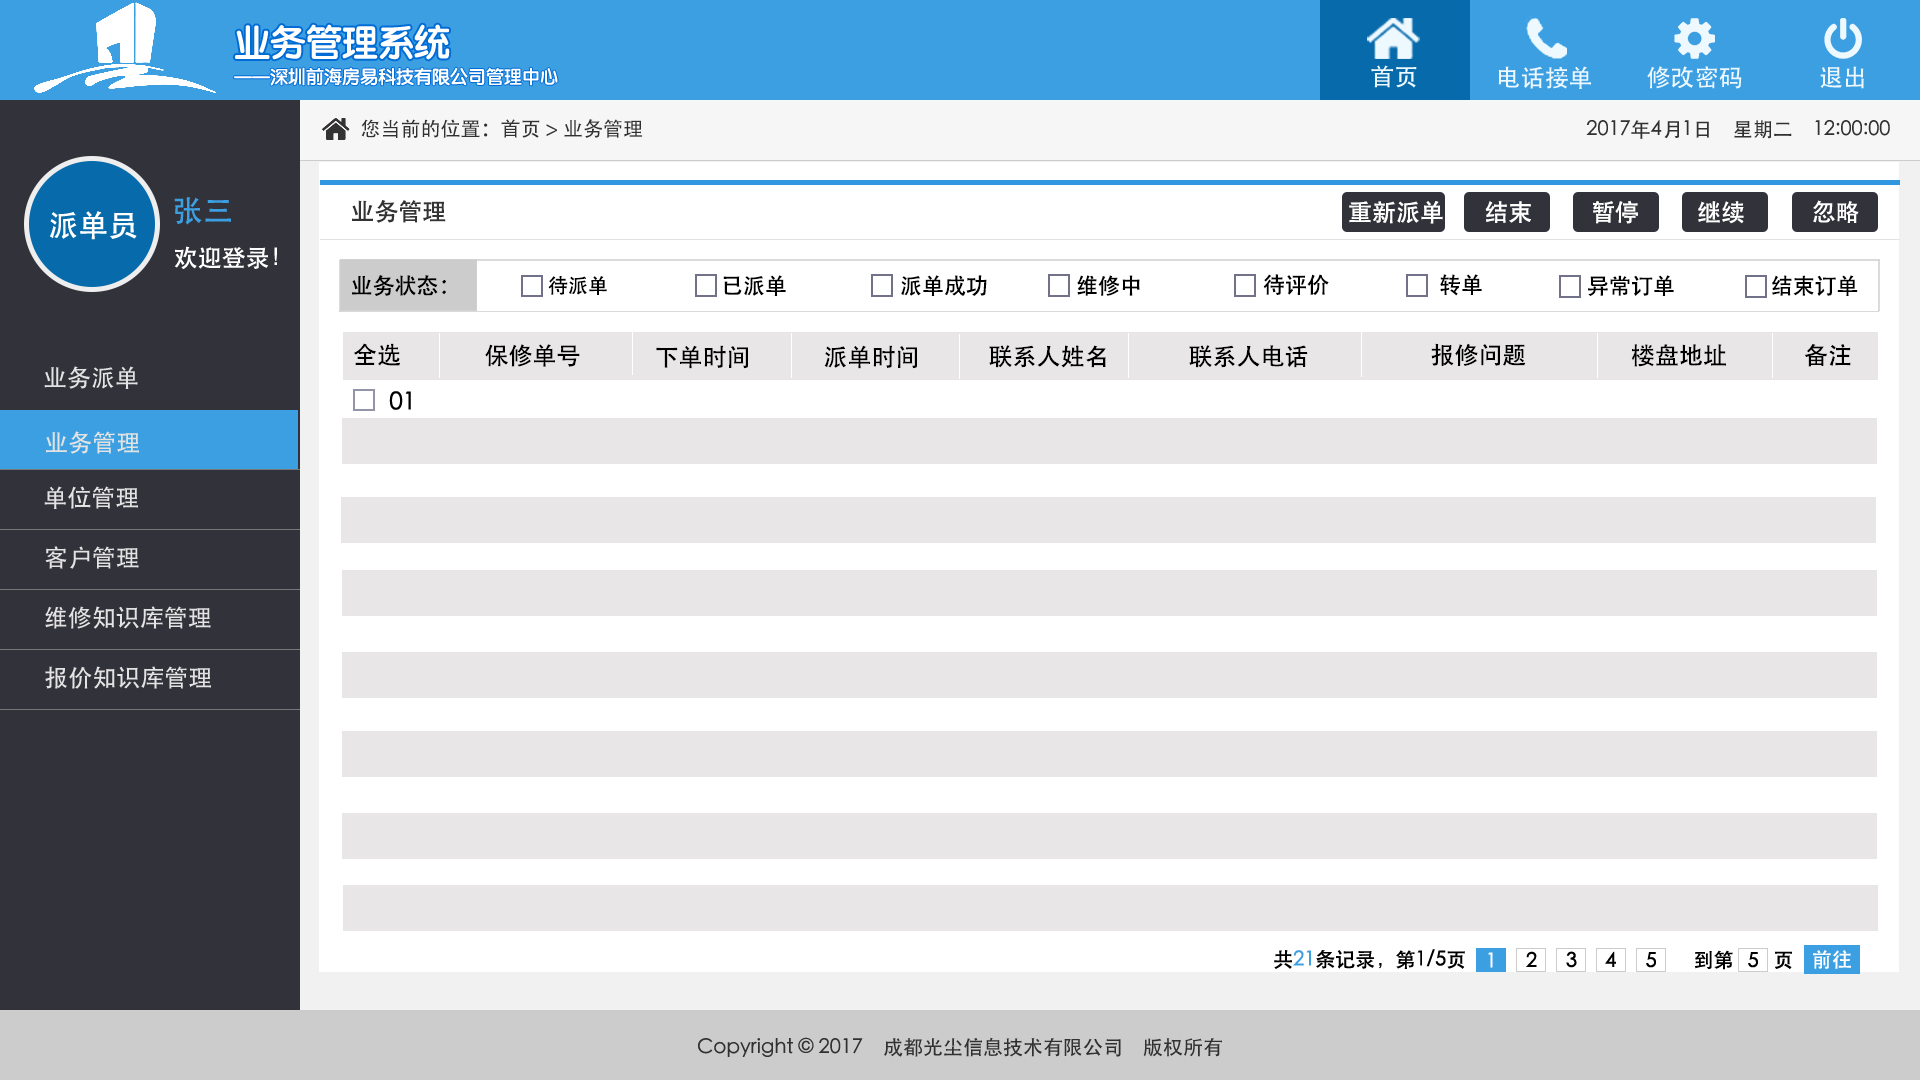 业务管理系统
——深圳前海房易科技有限公司管理中心
首页
电话接单
修改密码
退出
您当前的位置：首页 > 业务管理
2017年4月1日 星期二 12:00:00
派单员
张三
欢迎登录！
业务派单
业务管理
单位管理
客户管理
维修知识库管理
报价知识库管理
业务管理
重新派单 结束 暂停 继续 忽略
业务状态： 待派单 已派单 派单成功 维修中 待评价 转单 异常订单 结束订单
全选 保修单号 下单时间 派单时间 联系人姓名 联系人电话 报修问题 楼盘地址 备注
01
共21条记录，第1/5页 1 2 3 4 5 到第 5 页 前往
Copyright © 2017 成都光尘信息技术有限公司 版权所有